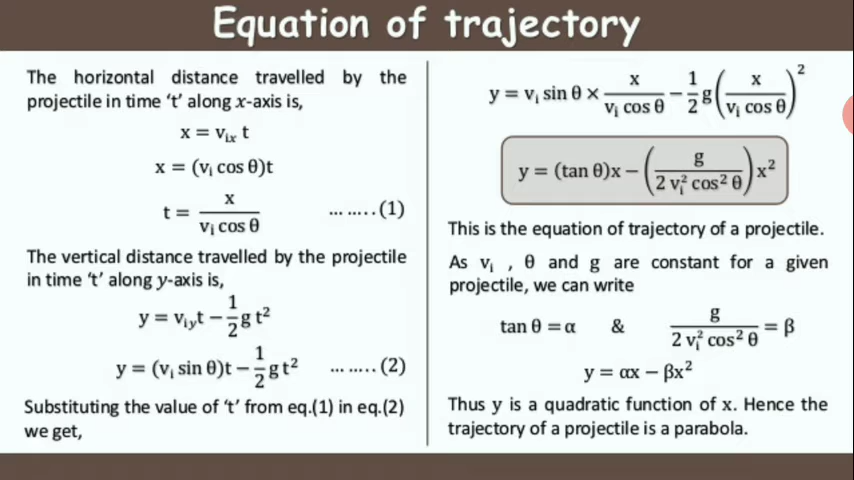 Equation of trajectory
The horizontal distance travelled by the
projectile in time ‘t’ along x-axis is,
x = vᵢₓ t
x = (vᵢ cos θ)t
t = x / (vᵢ cos θ) ... ... ... (1)
The vertical distance travelled by the projectile
in time ‘t’ along y-axis is,
y = vᵢᵧt − 1/2 g t²
y = (vᵢ sin θ)t − 1/2 g t² ... ... ... (2)
Substituting the value of ‘t’ from eq.(1) in eq.(2)
we get,
y = vᵢ sin θ × x / (vᵢ cos θ) − 1/2 g (x / (vᵢ cos θ))²
y = (tan θ)x − (g / (2 vᵢ² cos² θ)) x²
This is the equation of trajectory of a projectile.
As vᵢ , θ and g are constant for a given
projectile, we can write
tan θ = α & g / (2 vᵢ² cos² θ) = β
y = αx − βx²
Thus y is a quadratic function of x. Hence the
trajectory of a projectile is a parabola.